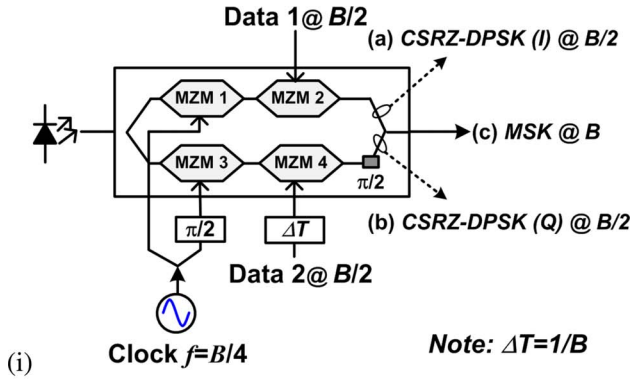 Data 1@ B/2
(a) CSRZ-DPSK (I) @ B/2
MZM 1
MZM 2
(c) MSK @ B
MZM 3
MZM 4
π/2
π/2
ΔT
(b) CSRZ-DPSK (Q) @ B/2
Data 2@ B/2
Clock f=B/4
Note: ΔT=1/B
(i)